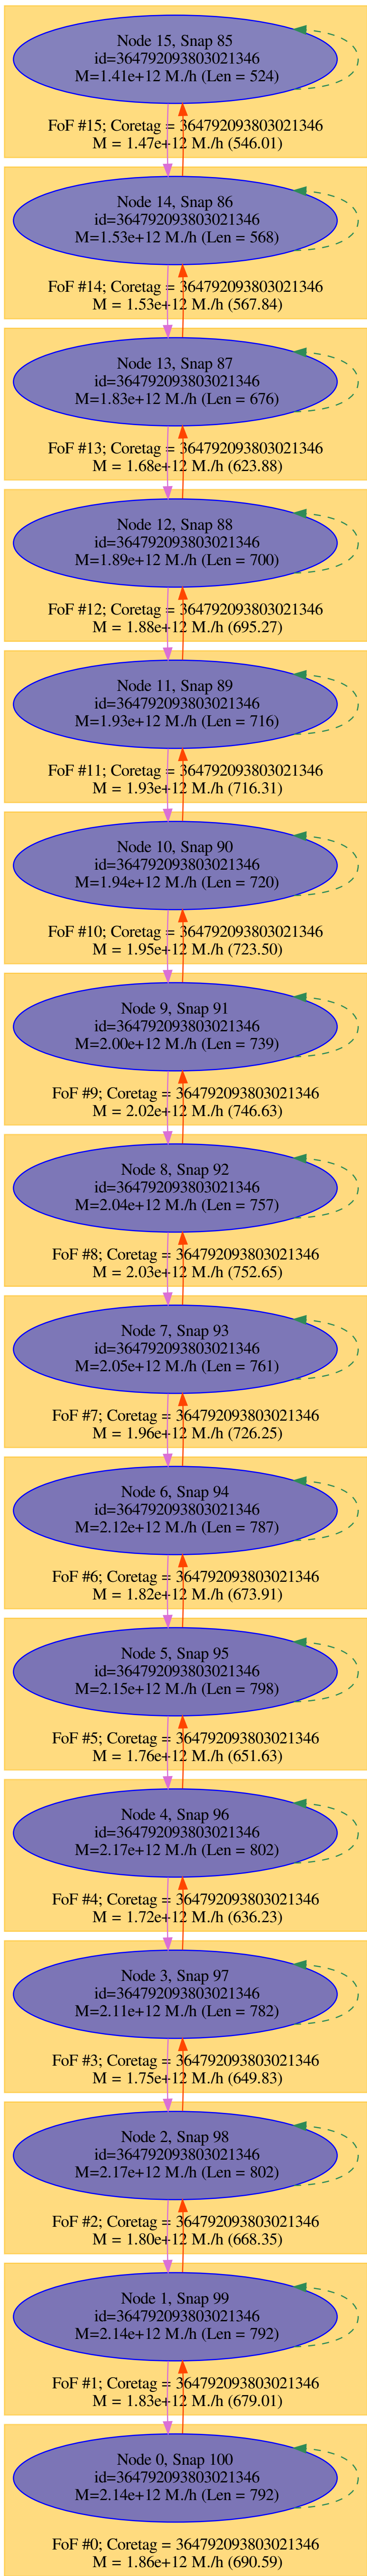 Node 15, Snap 85
id=364792093803021346
M=1.41e+12 M./h (Len = 524)
FoF #15; Coretag = 364792093803021346
M = 1.47e+12 M./h (546.01)
Node 14, Snap 86
id=364792093803021346
M=1.53e+12 M./h (Len = 568)
FoF #14; Coretag = 364792093803021346
M = 1.53e+12 M./h (567.84)
Node 13, Snap 87
id=364792093803021346
M=1.83e+12 M./h (Len = 676)
FoF #13; Coretag = 364792093803021346
M = 1.68e+12 M./h (623.88)
Node 12, Snap 88
id=364792093803021346
M=1.89e+12 M./h (Len = 700)
FoF #12; Coretag = 364792093803021346
M = 1.88e+12 M./h (695.27)
Node 11, Snap 89
id=364792093803021346
M=1.93e+12 M./h (Len = 716)
FoF #11; Coretag = 364792093803021346
M = 1.93e+12 M./h (716.31)
Node 10, Snap 90
id=364792093803021346
M=1.94e+12 M./h (Len = 720)
FoF #10; Coretag = 364792093803021346
M = 1.95e+12 M./h (723.50)
Node 9, Snap 91
id=364792093803021346
M=2.00e+12 M./h (Len = 739)
FoF #9; Coretag = 364792093803021346
M = 2.02e+12 M./h (746.63)
Node 8, Snap 92
id=364792093803021346
M=2.04e+12 M./h (Len = 757)
FoF #8; Coretag = 364792093803021346
M = 2.03e+12 M./h (752.65)
Node 7, Snap 93
id=364792093803021346
M=2.05e+12 M./h (Len = 761)
FoF #7; Coretag = 364792093803021346
M = 1.96e+12 M./h (726.25)
Node 6, Snap 94
id=364792093803021346
M=2.12e+12 M./h (Len = 787)
FoF #6; Coretag = 364792093803021346
M = 1.82e+12 M./h (673.91)
Node 5, Snap 95
id=364792093803021346
M=2.15e+12 M./h (Len = 798)
FoF #5; Coretag = 364792093803021346
M = 1.76e+12 M./h (651.63)
Node 4, Snap 96
id=364792093803021346
M=2.17e+12 M./h (Len = 802)
FoF #4; Coretag = 364792093803021346
M = 1.72e+12 M./h (636.23)
Node 3, Snap 97
id=364792093803021346
M=2.11e+12 M./h (Len = 782)
FoF #3; Coretag = 364792093803021346
M = 1.75e+12 M./h (649.83)
Node 2, Snap 98
id=364792093803021346
M=2.17e+12 M./h (Len = 802)
FoF #2; Coretag = 364792093803021346
M = 1.80e+12 M./h (668.35)
Node 1, Snap 99
id=364792093803021346
M=2.14e+12 M./h (Len = 792)
FoF #1; Coretag = 364792093803021346
M = 1.83e+12 M./h (679.01)
Node 0, Snap 100
id=364792093803021346
M=2.14e+12 M./h (Len = 792)
FoF #0; Coretag = 364792093803021346
M = 1.86e+12 M./h (690.59)